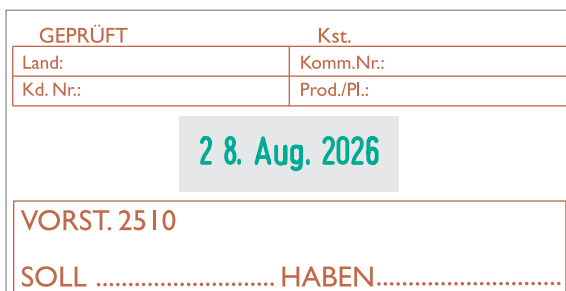 GEPRÜFT Kst.
Land: Komm.Nr.:
Kd. Nr.: Prod./Pl.:
2 8. Aug. 2026
VORST. 2510
SOLL ............................ HABEN............................